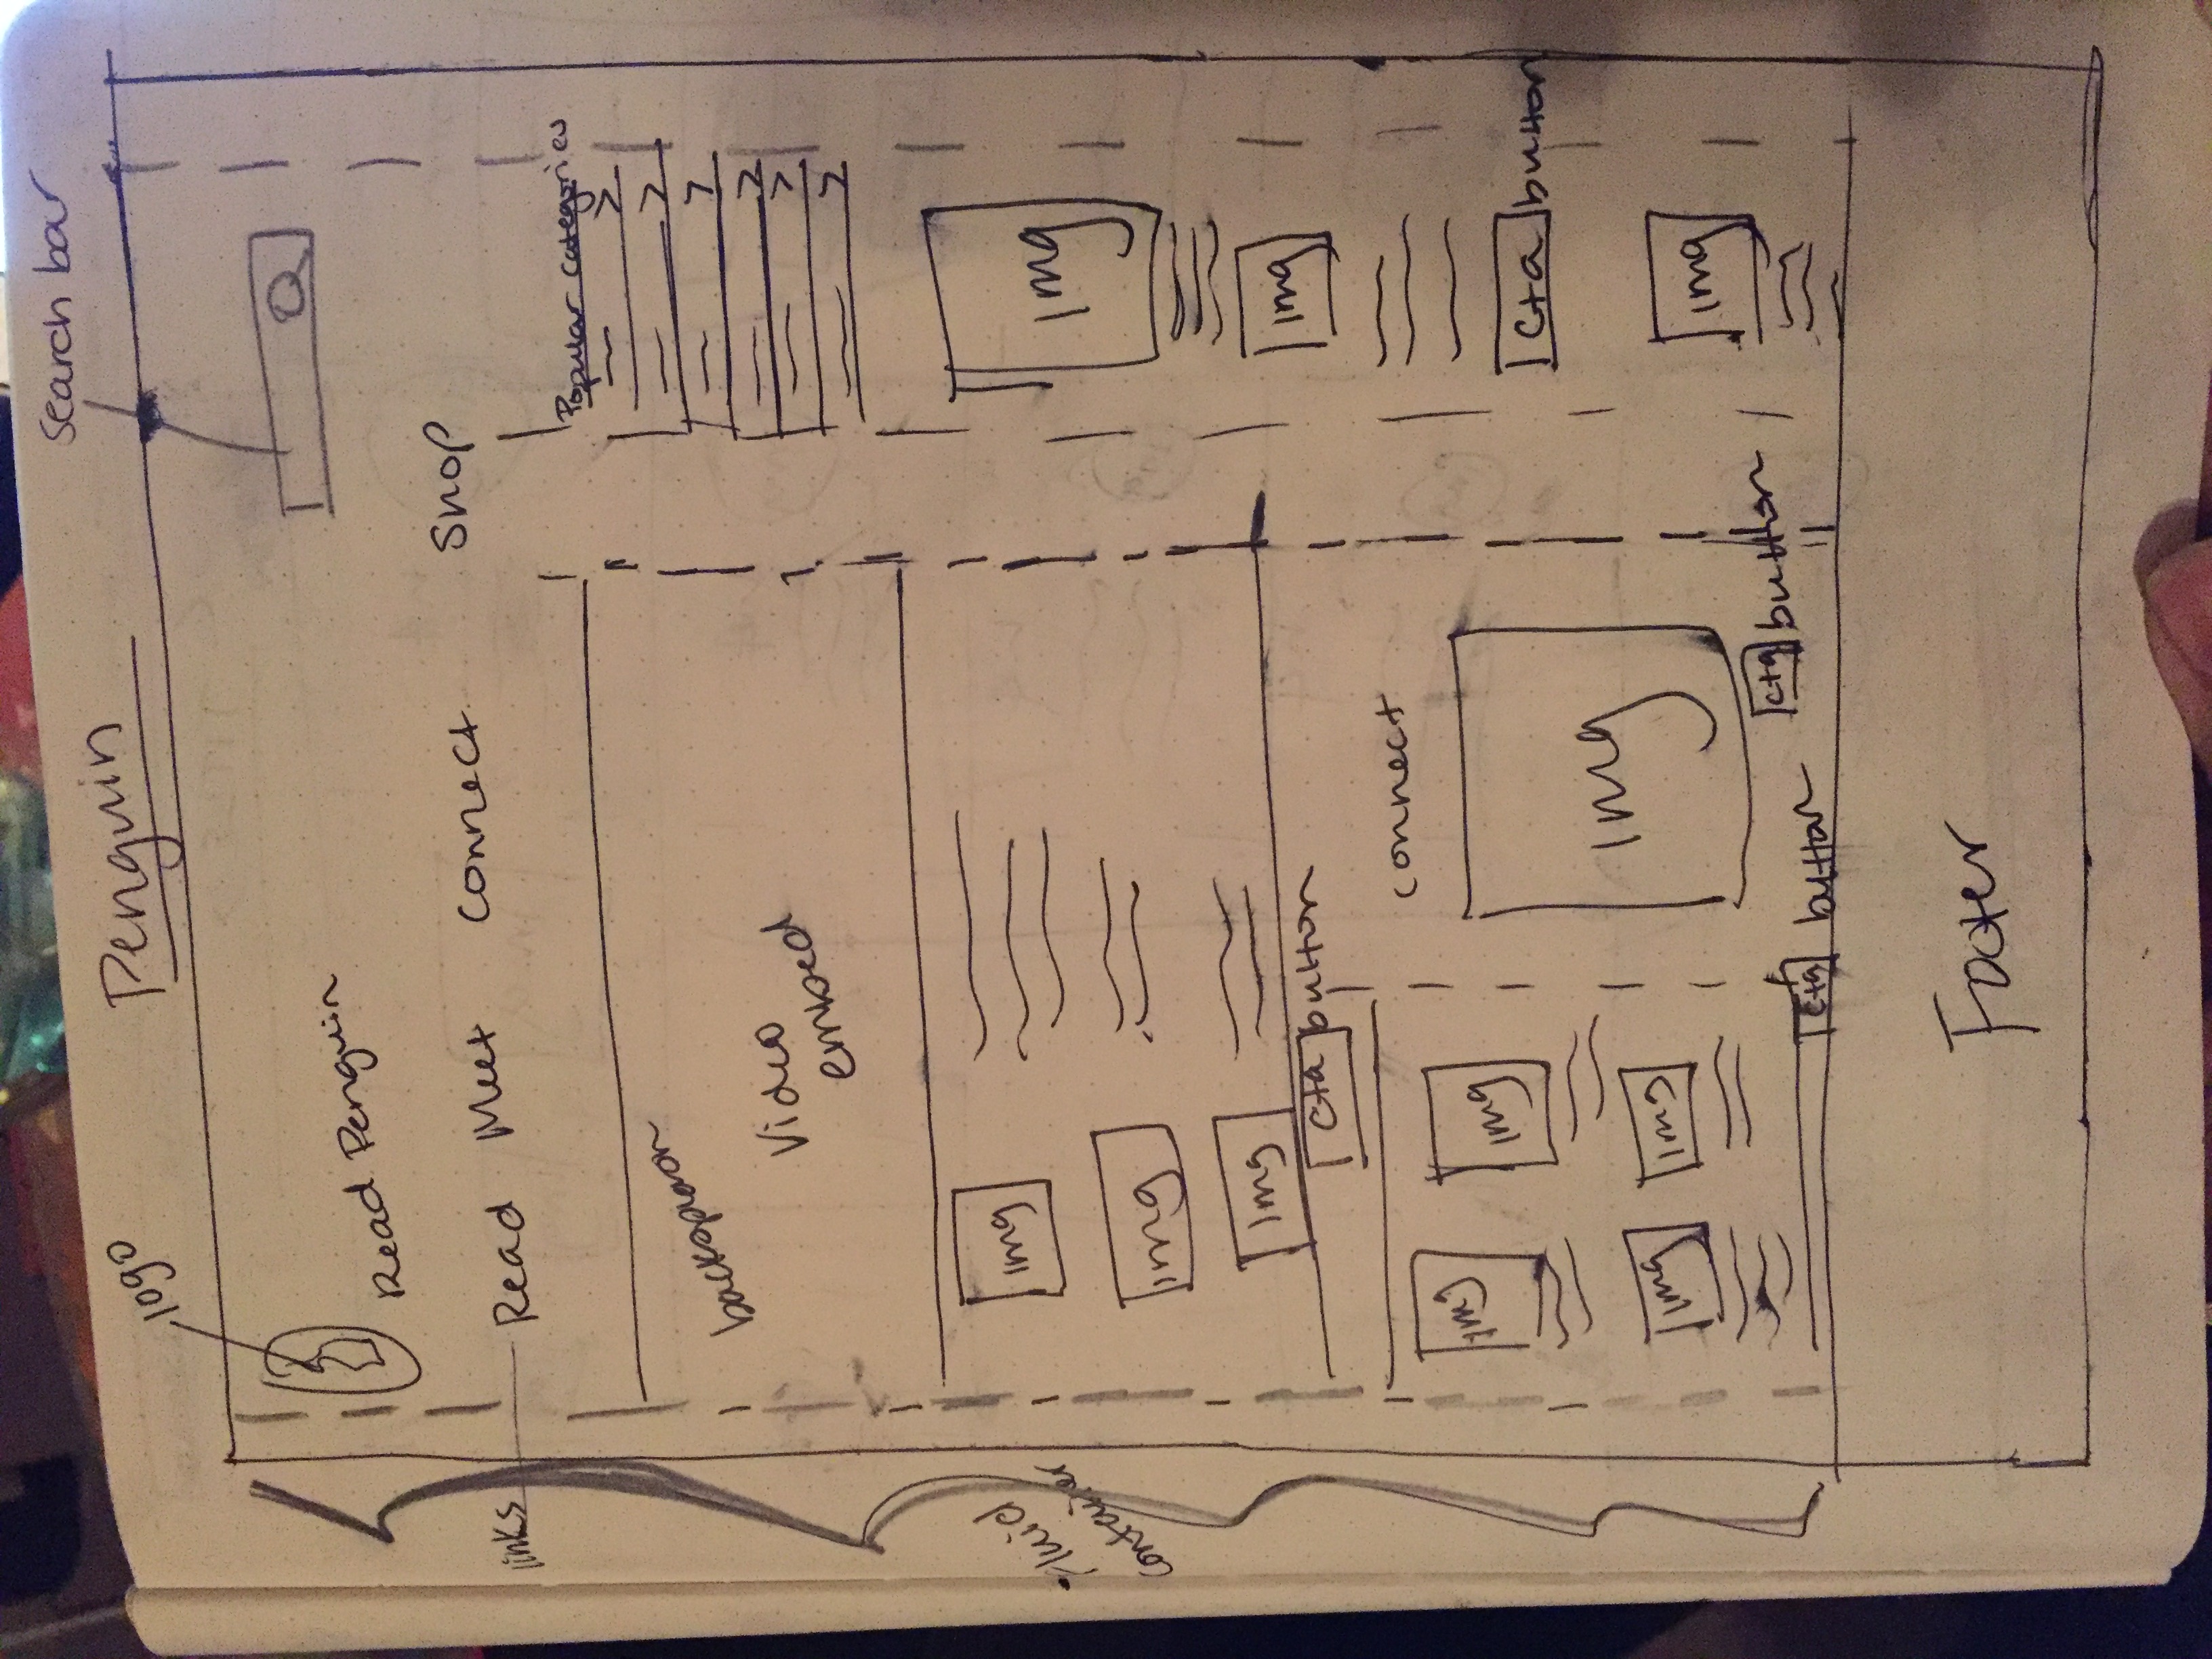 search bar
Penguin
logo
Read Penguin
links
Read Meet Connect Shop
Popular categories
Video
embed
img
img
fluid
container
img
img
img
cta button
connect
img
img
img
cta button
img
img
img
cta button
cta button
Footer